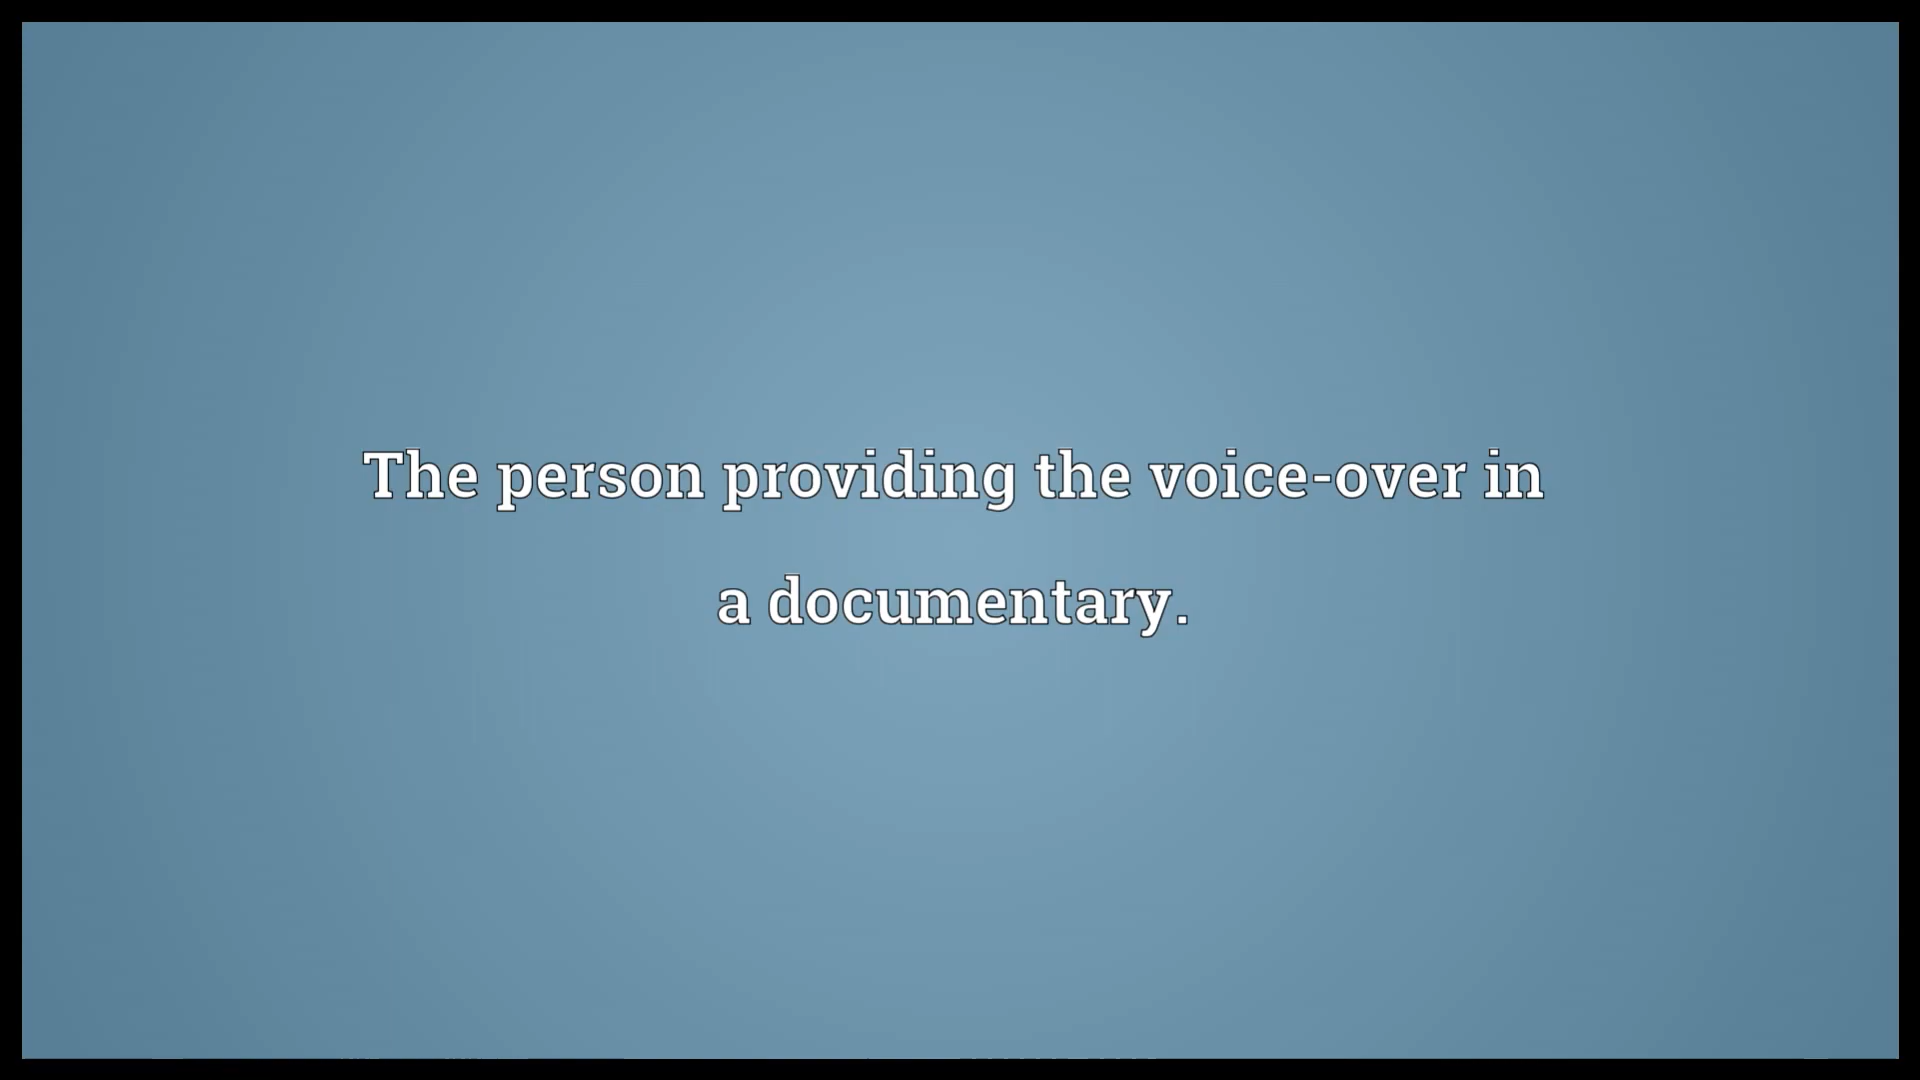 The person providing the voice-over in
a documentary.